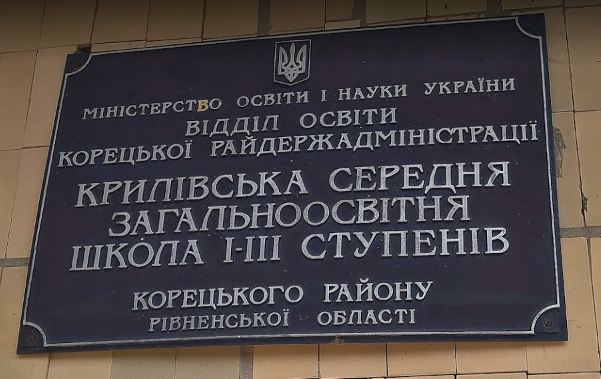 МІНІСТЕРСТВО ОСВІТИ І НАУКИ УКРАЇНИ
ВІДДІЛ ОСВІТИ
КОРЕЦЬКОЇ РАЙДЕРЖАДМІНІСТРАЦІЇ
КРИЛІВСЬКА СЕРЕДНЯ
ЗАГАЛЬНООСВІТНЯ
ШКОЛА І-ІІІ СТУПЕНІВ
КОРЕЦЬКОГО РАЙОНУ
РІВНЕНСЬКОЇ ОБЛАСТІ